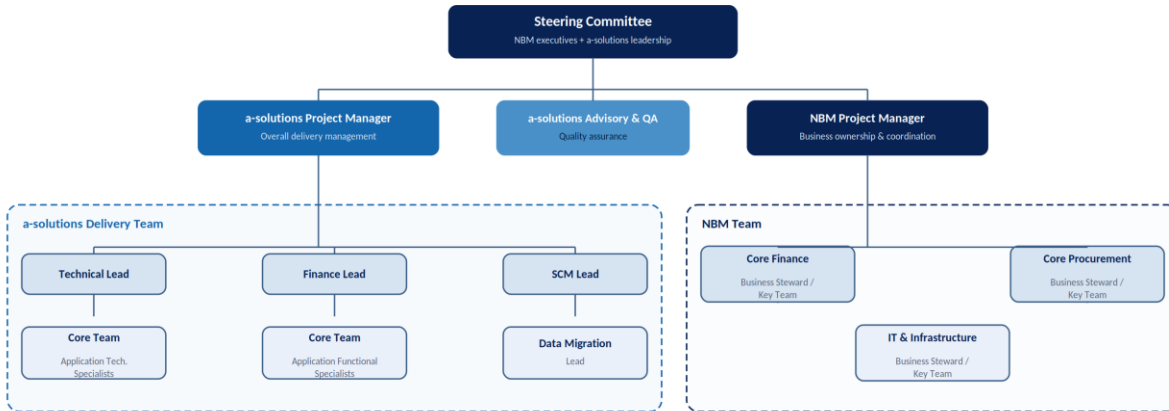 Steering Committee
NBM executives + a-solutions leadership
a-solutions Project Manager
Overall delivery management
a-solutions Advisory & QA
Quality assurance
NBM Project Manager
Business ownership & coordination
a-solutions Delivery Team
Technical Lead
Finance Lead
SCM Lead
Core Team
Application Tech.
Specialists
Core Team
Application Functional
Specialists
Data Migration
Lead
NBM Team
Core Finance
Business Steward /
Key Team
Core Procurement
Business Steward /
Key Team
IT & Infrastructure
Business Steward /
Key Team